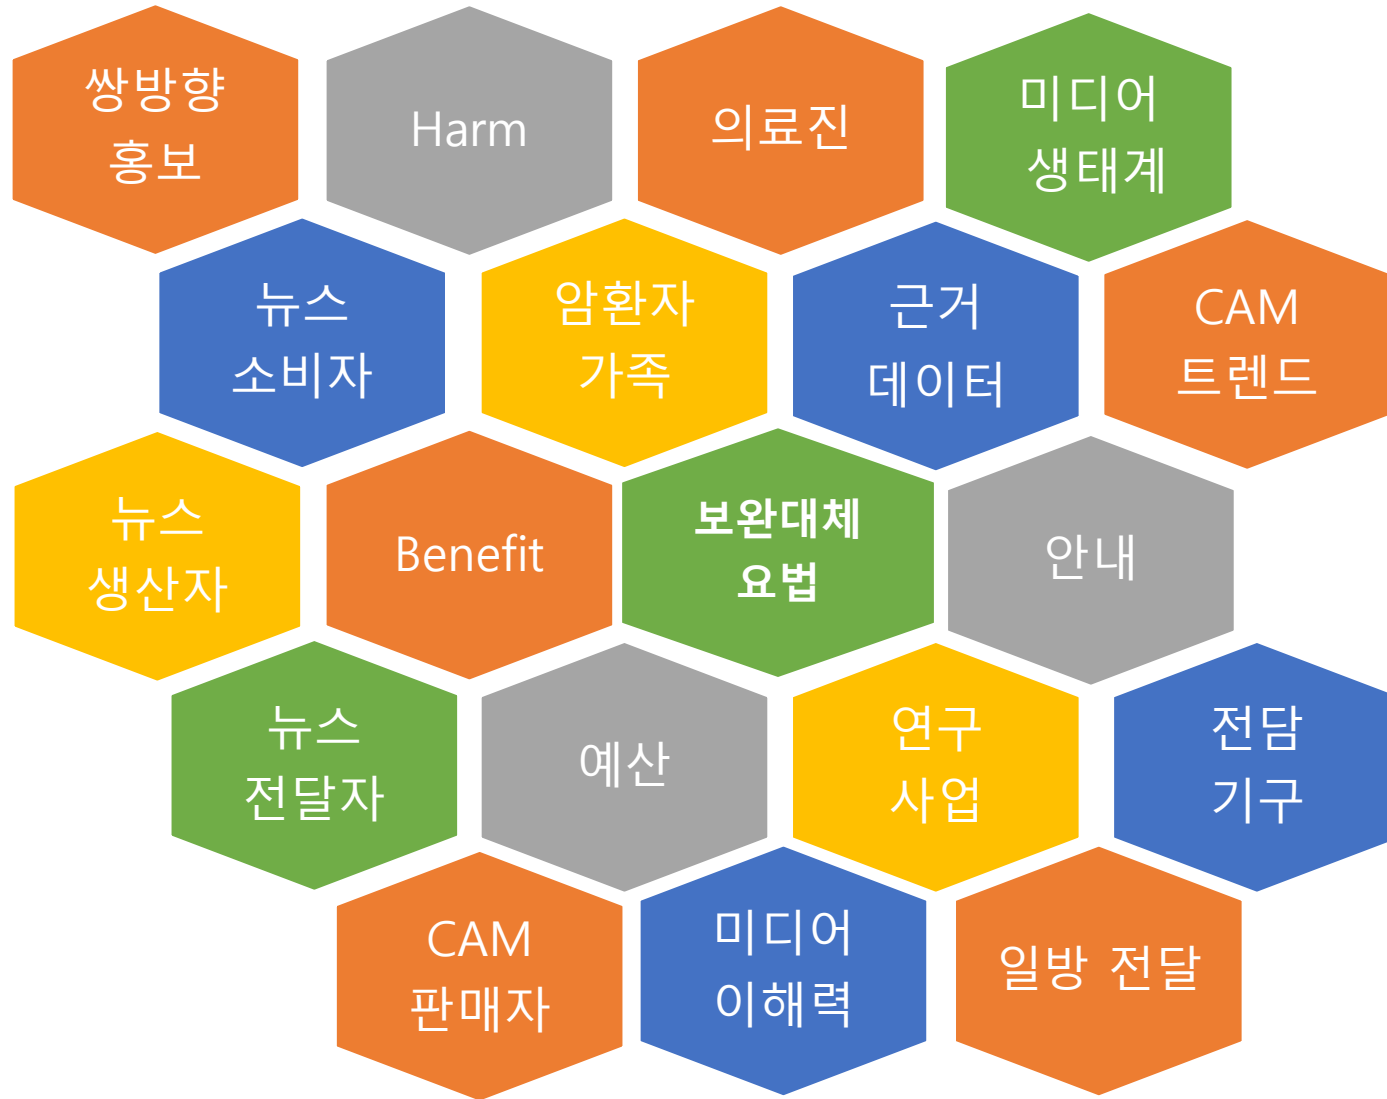 쌍방향
홍보
Harm
의료진
미디어
생태계
뉴스
소비자
암환자
가족
근거
데이터
CAM
트렌드
뉴스
생산자
Benefit
보완대체
요법
안내
뉴스
전달자
예산
연구
사업
전담
기구
CAM
판매자
미디어
이해력
일방 전달